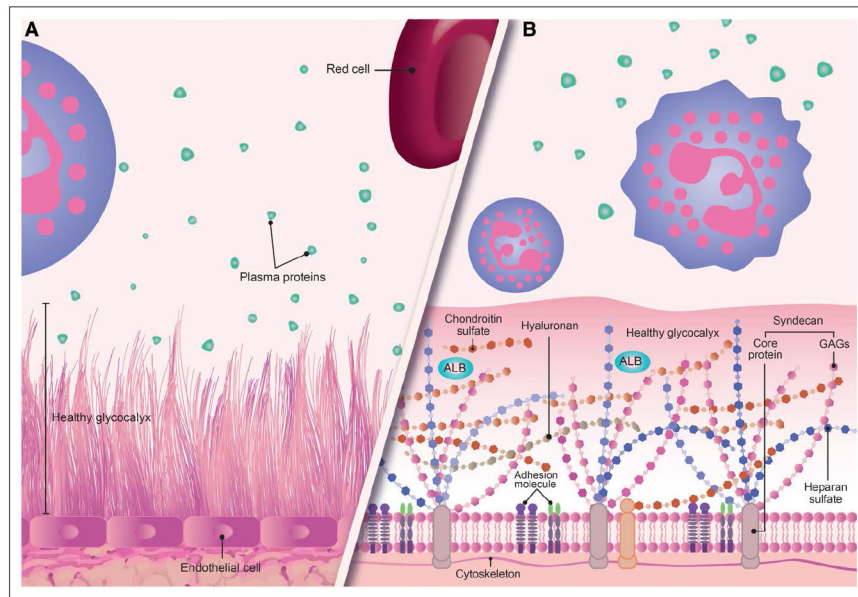 A
Red cell
Plasma proteins
Healthy glycocalyx
Endothelial cell
B
Chondroitin
sulfate
Hyaluronan
Healthy glycocalyx
Syndecan
Core
protein
GAGs
ALB
ALB
Adhesion
molecule
Heparan
sulfate
Cytoskeleton